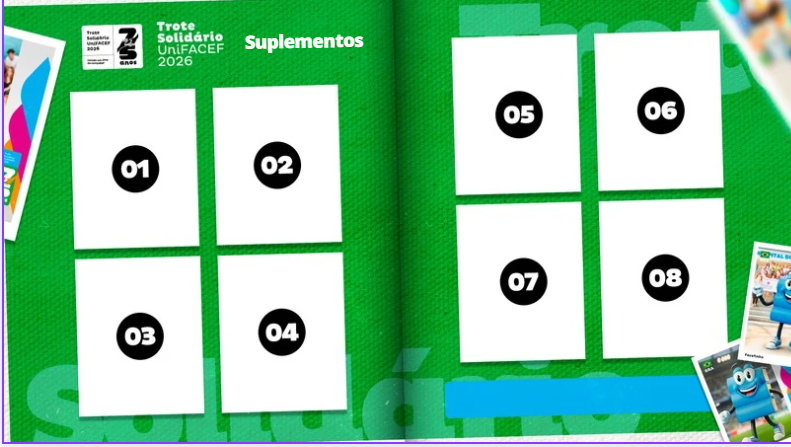 Trote
Solidário
UniFACEF
2026
75
anos
Trote
Solidário
UniFACEF
2026
Suplementos
01
02
03
04
05
06
07
08
Solidário